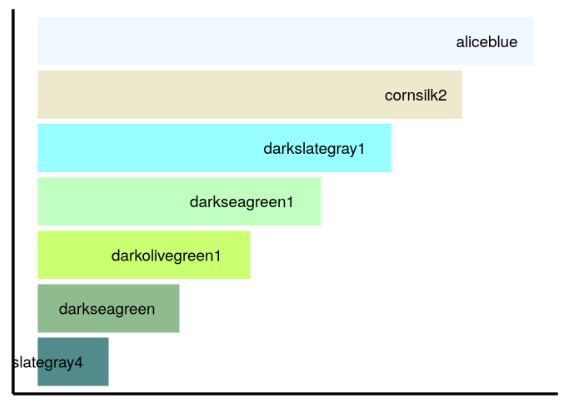 aliceblue
cornsilk2
darkslategray1
darkseagreen1
darkolivegreen1
darkseagreen
slategray4